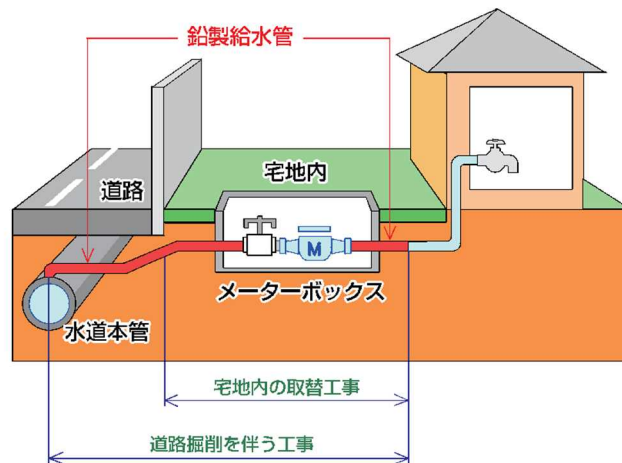 鉛製給水管
道路
宅地内
M
メーターボックス
水道本管
宅地内の取替工事
道路掘削を伴う工事